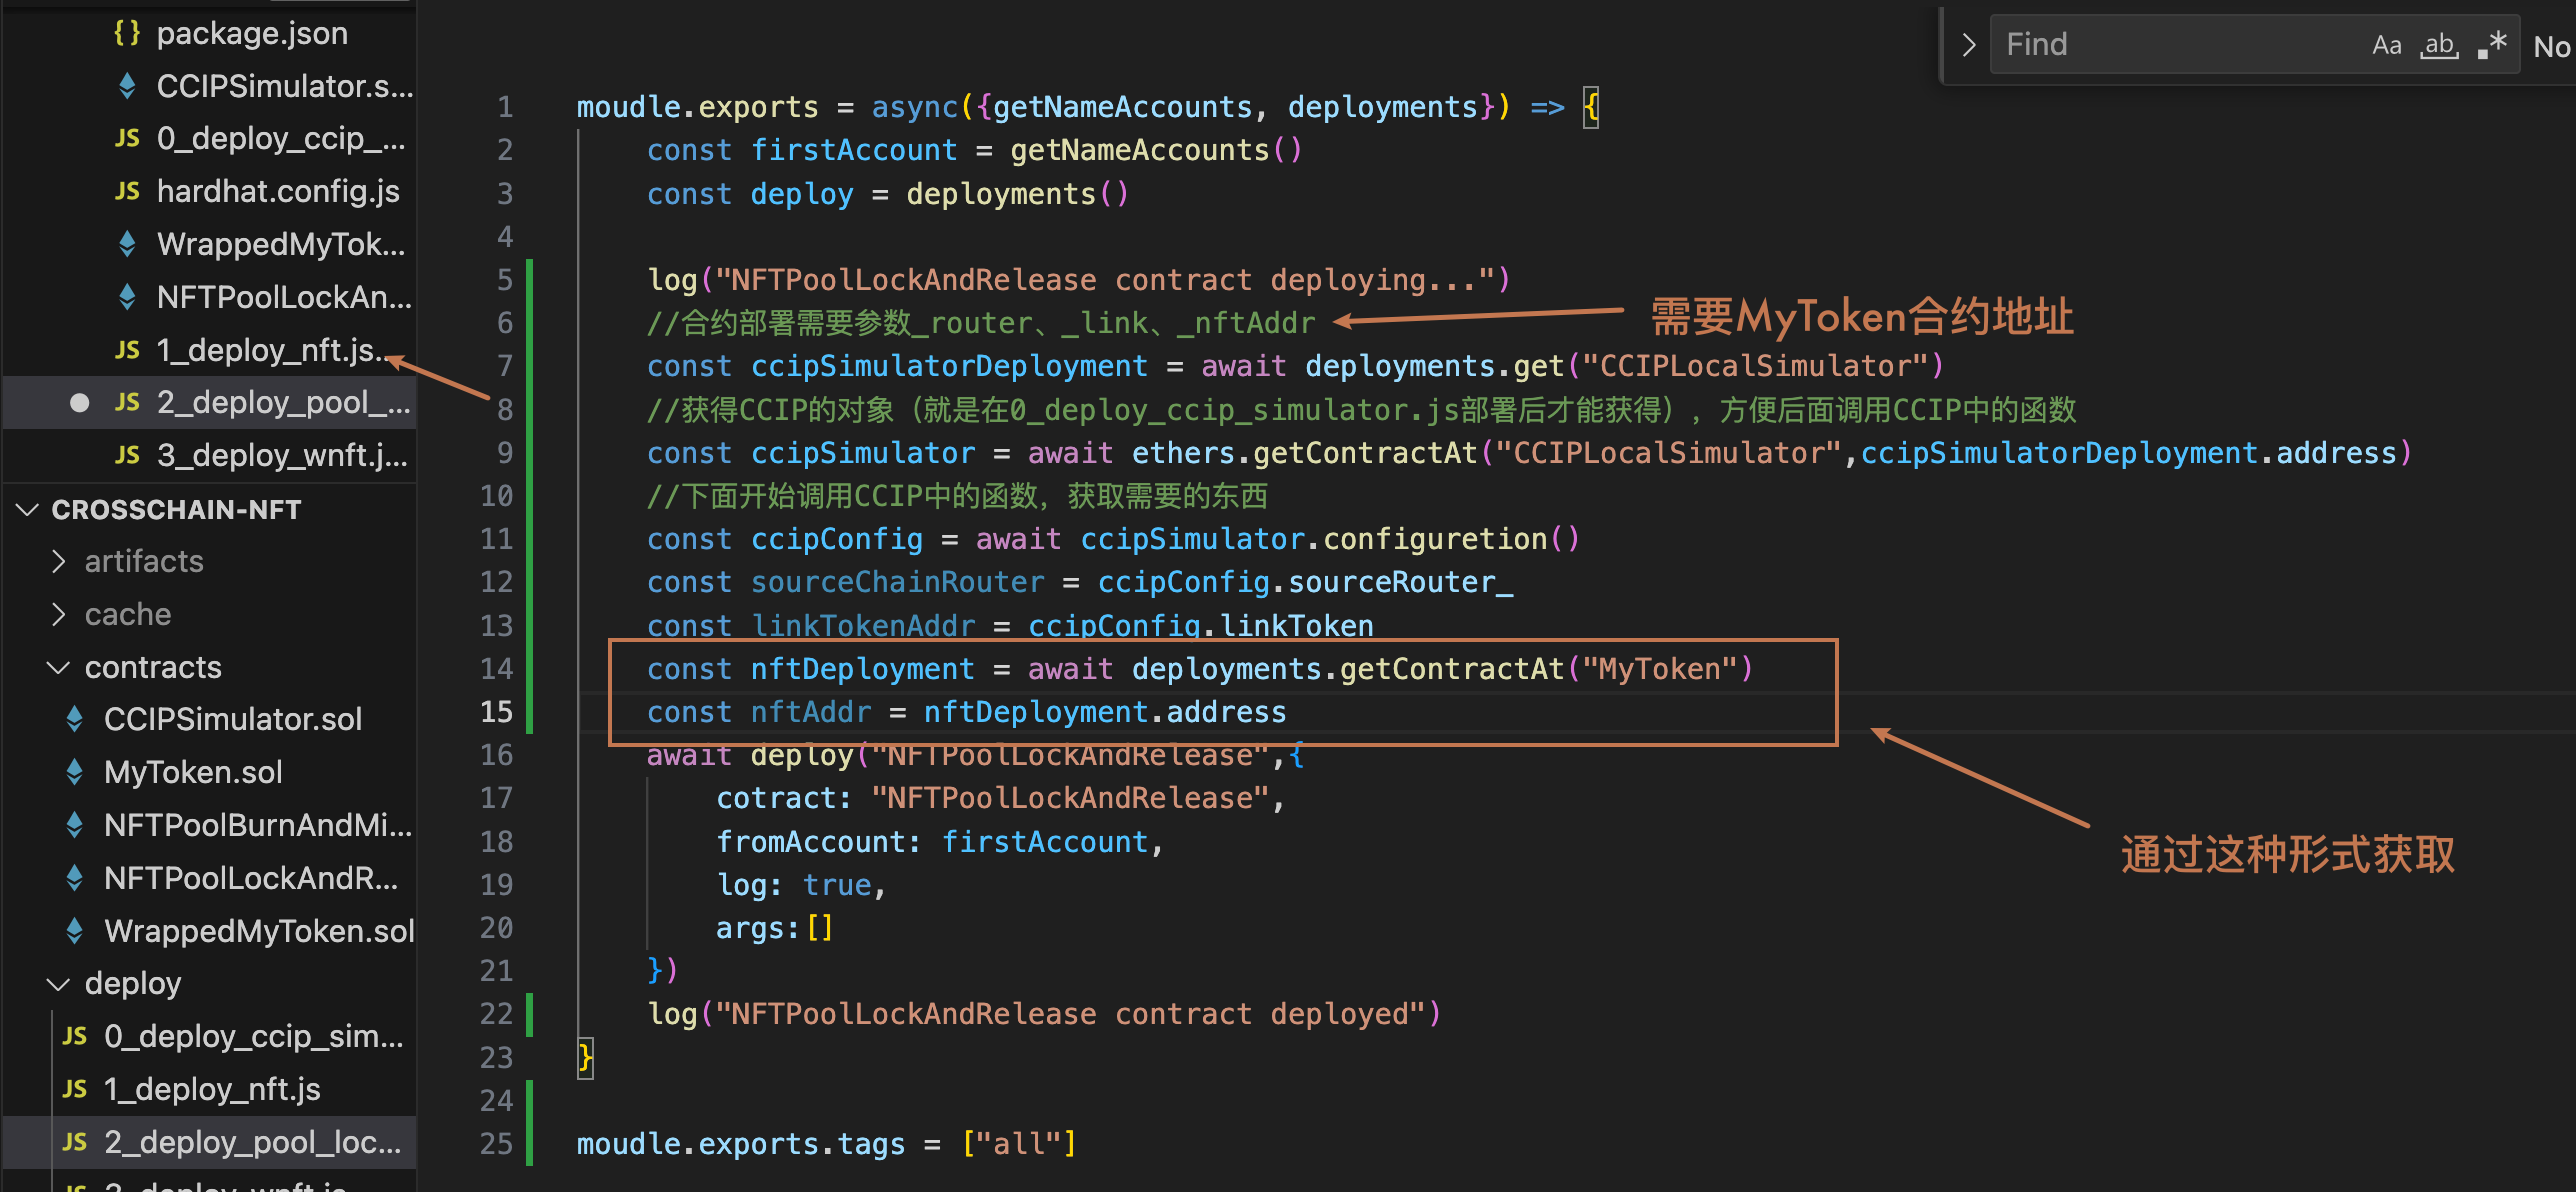 package.json
CCIPSimulator.s...
JS 0_deploy_ccip_...
JS hardhat.config.js
WrappedMyTok...
NFTPoolLockAn...
JS 1_deploy_nft.js...
JS 2_deploy_pool_...
JS 3_deploy_wnft.j...
CROSSCHAIN-NFT
artifacts
cache
contracts
CCIPSimulator.sol
MyToken.sol
NFTPoolBurnAndMi...
NFTPoolLockAndR...
WrappedMyToken.sol
deploy
JS 0_deploy_ccip_sim...
JS 1_deploy_nft.js
JS 2_deploy_pool_loc...
JS 3_deploy_wnft.js
Find Aa ab .* No
1 moudle.exports = async({getNameAccounts, deployments}) => {
2 const firstAccount = getNameAccounts()
3 const deploy = deployments()
4
5 log("NFTPoolLockAndRelease contract deploying...")
6 //合约部署需要参数_router、_link、_nftAddr
需要MyToken合约地址
7 const ccipSimulatorDeployment = await deployments.get("CCIPLocalSimulator")
8 //获得CCIP的对象（就是在0_deploy_ccip_simulator.js部署后才能获得），方便后面调用CCIP中的函数
9 const ccipSimulator = await ethers.getContractAt("CCIPLocalSimulator",ccipSimulatorDeployment.address)
10 //下面开始调用CCIP中的函数，获取需要的东西
11 const ccipConfig = await ccipSimulator.configuretion()
12 const sourceChainRouter = ccipConfig.sourceRouter_
13 const linkTokenAddr = ccipConfig.linkToken
14 const nftDeployment = await deployments.getContractAt("MyToken")
15 const nftAddr = nftDeployment.address
16 await deploy("NFTPoolLockAndRelease",{
17 cotract: "NFTPoolLockAndRelease",
18 fromAccount: firstAccount,
通过这种形式获取
19 log: true,
20 args:[]
21 })
22 log("NFTPoolLockAndRelease contract deployed")
23 }
24
25 moudle.exports.tags = ["all"]